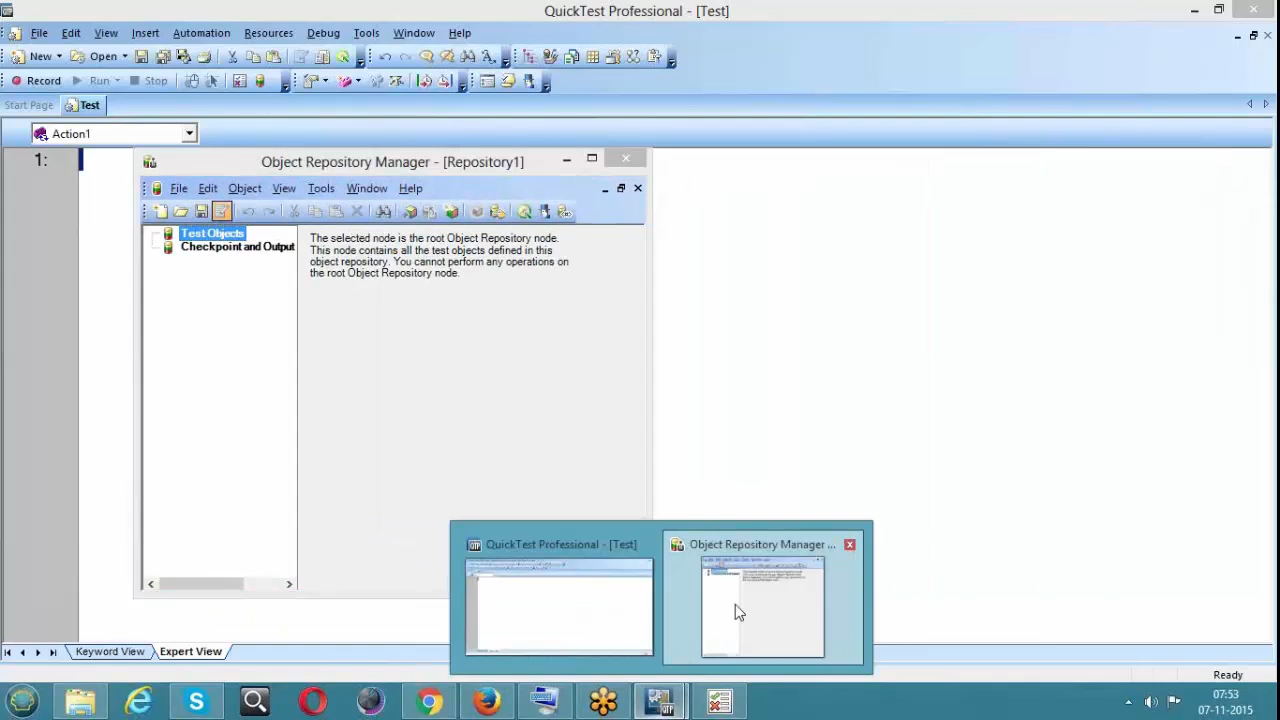 QuickTest Professional - [Test]
File Edit View Insert Automation Resources Debug Tools Window Help
New Open
Record Run Stop
Start Page Test
Action1
1:
Object Repository Manager - [Repository1]
File Edit Object View Tools Window Help
Test Objects
Checkpoint and Output
The selected node is the root Object Repository node.
This node contains all the test objects defined in this
object repository. You cannot perform any operations on
the root Object Repository node.
QuickTest Professional - [Test]
Object Repository Manager ...
Keyword View Expert View
Ready
07:53
07-11-2015